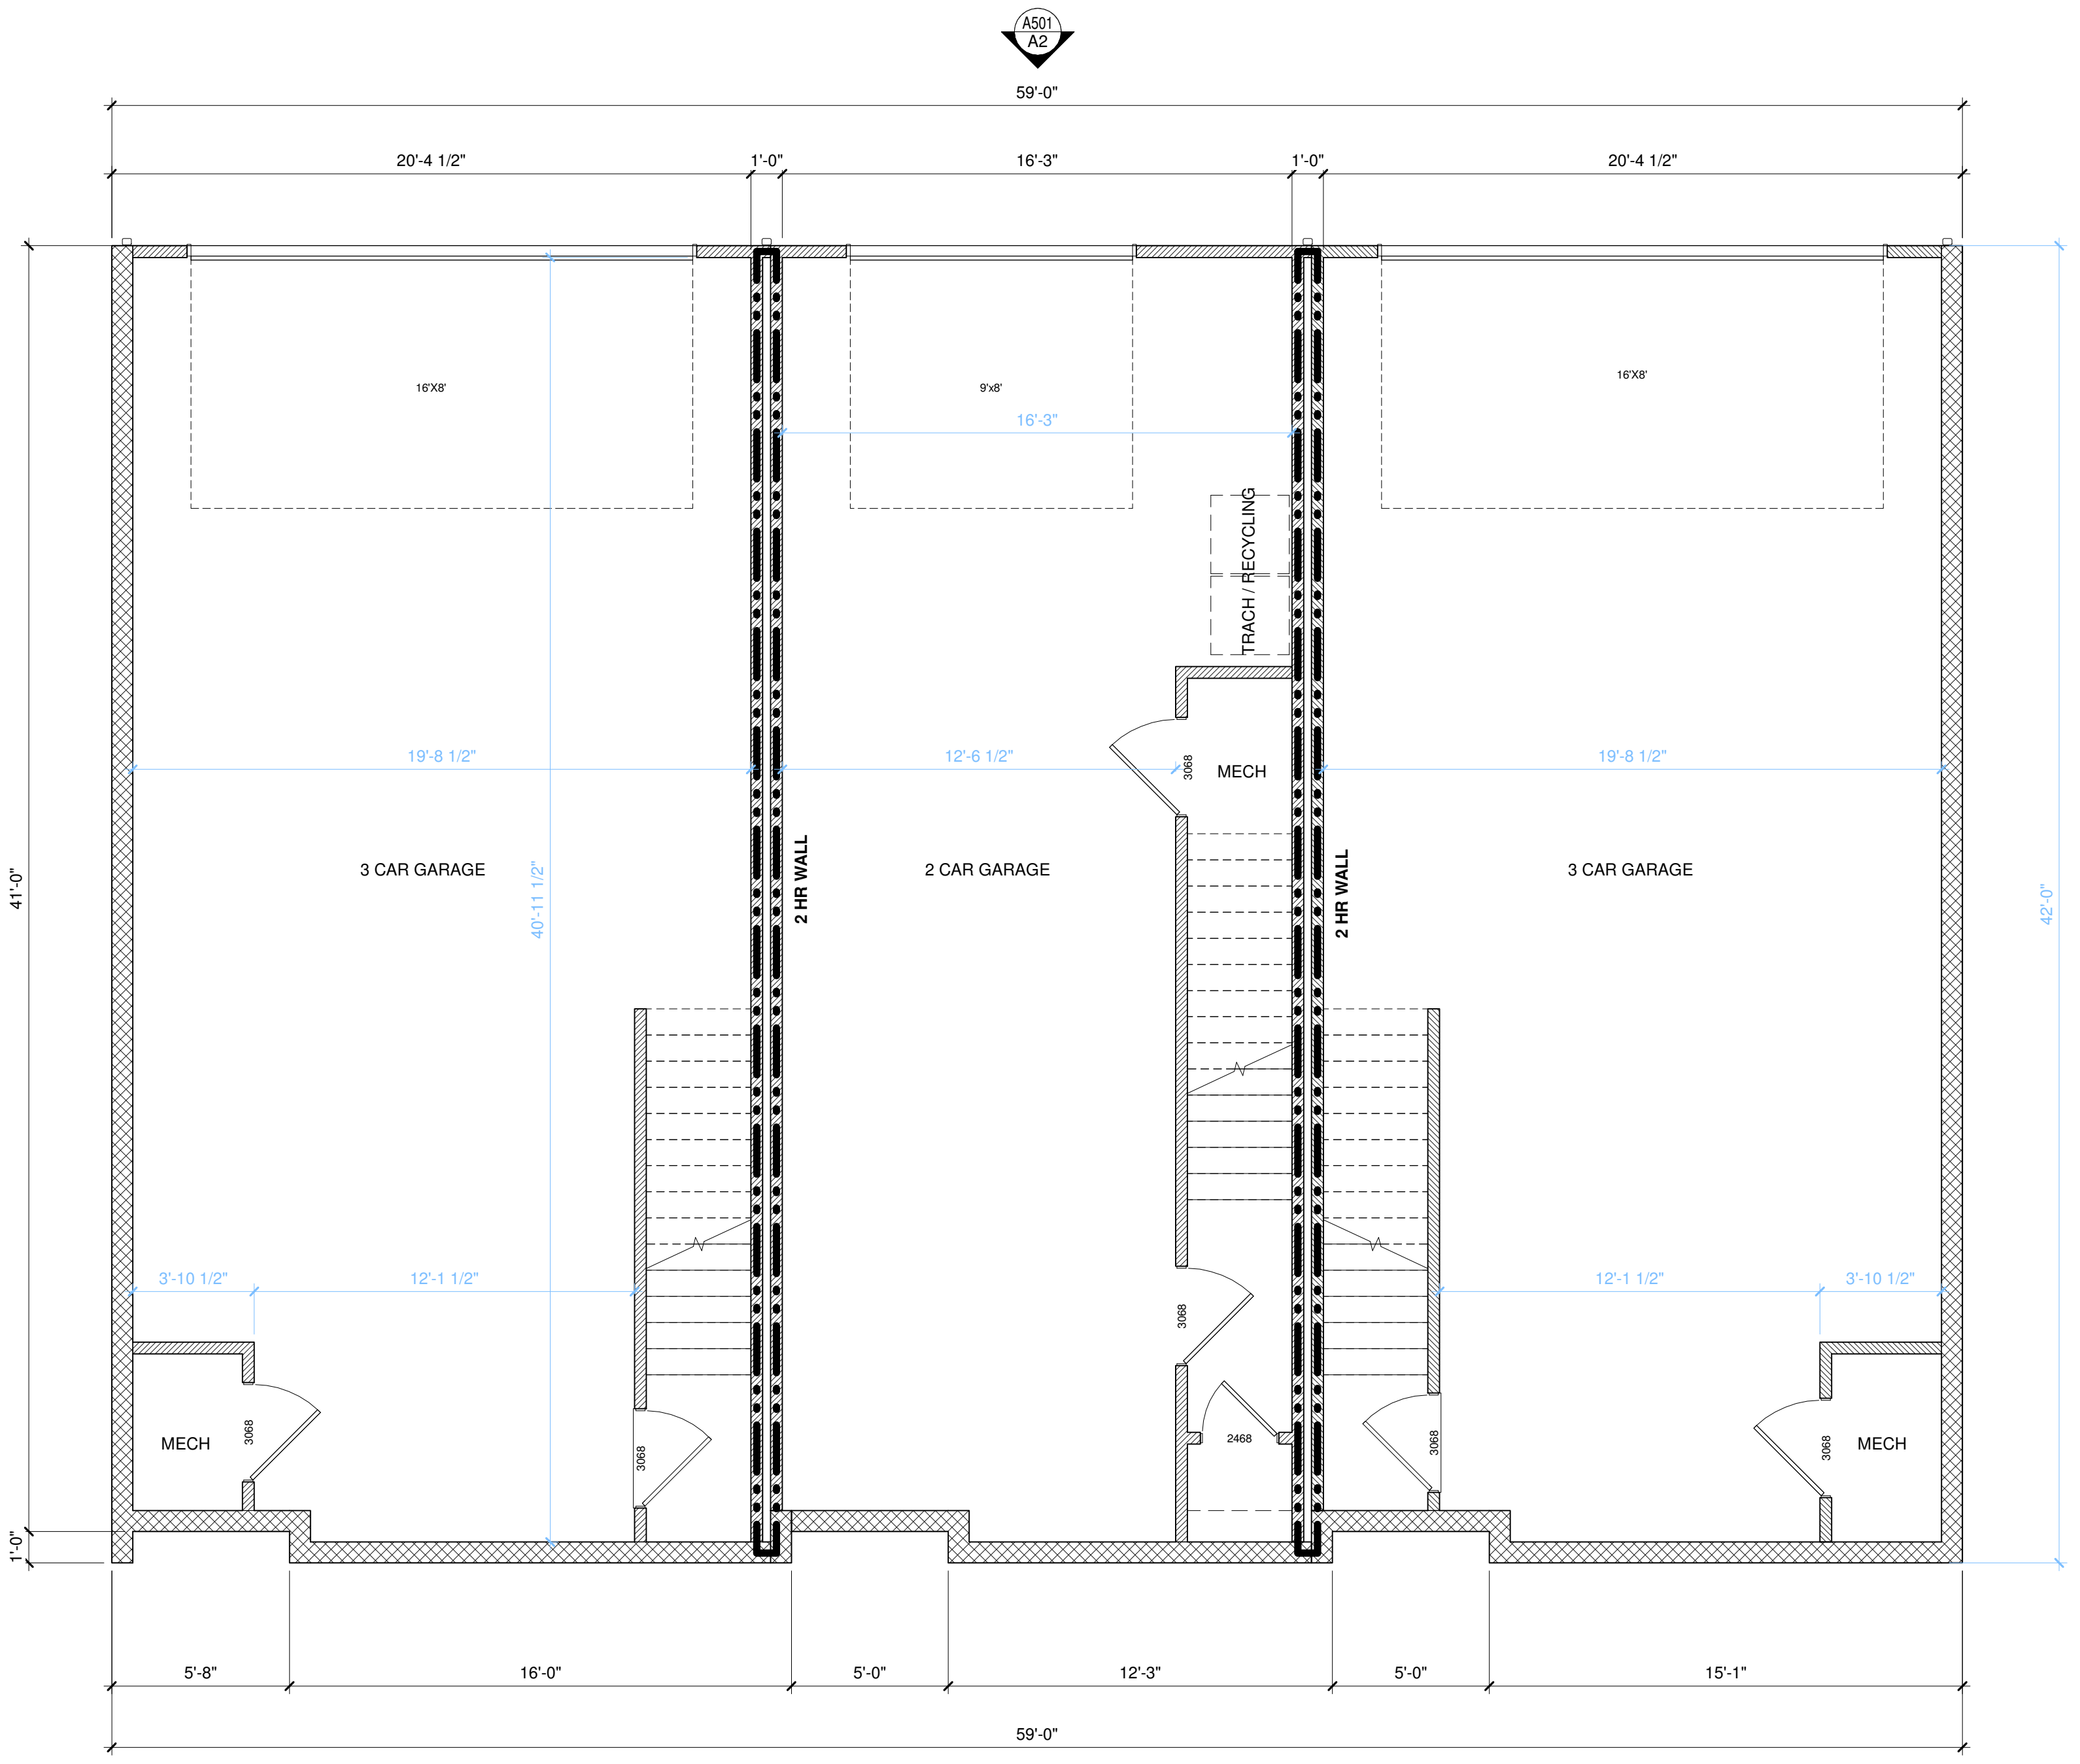 A501
A2
59'-0"
20'-4 1/2"
1'-0"
16'-3"
1'-0"
20'-4 1/2"
16'X8'
9'x8'
16'X8'
16'-3"
TRACH / RECYCLING
19'-8 1/2"
12'-6 1/2"
3068
MECH
19'-8 1/2"
3 CAR GARAGE
40'-11 1/2"
2 HR WALL
2 CAR GARAGE
2 HR WALL
3 CAR GARAGE
41'-0"
42'-0"
3'-10 1/2"
12'-1 1/2"
3068
12'-1 1/2"
3'-10 1/2"
MECH
3068
3068
2468
3068
3068
MECH
1'-0"
5'-8"
16'-0"
5'-0"
12'-3"
5'-0"
15'-1"
59'-0"